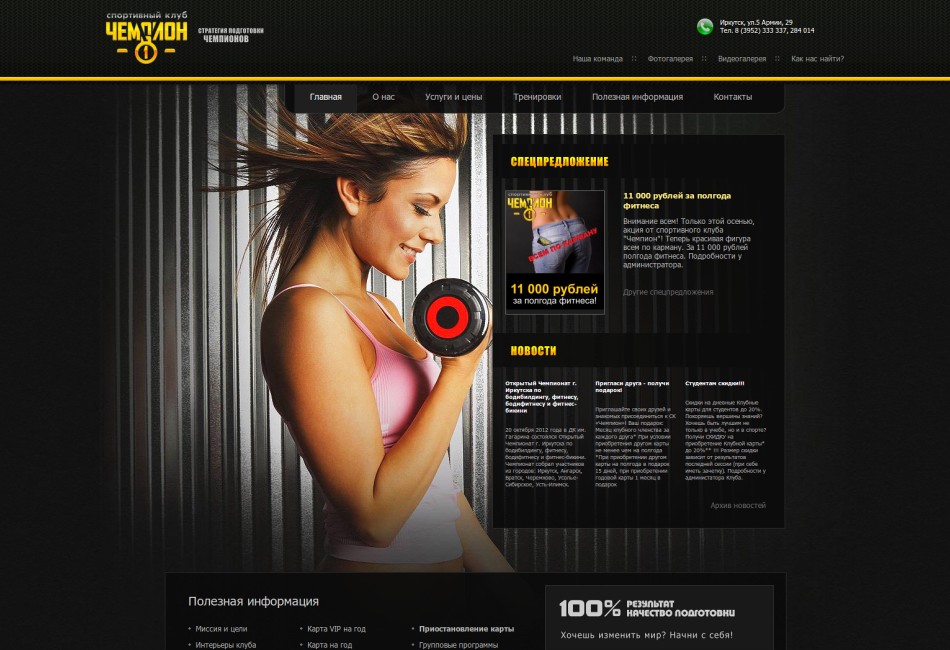 спортивный клуб
ЧЕМПИОН
1
СТРАТЕГИЯ ПОДГОТОВКИ
ЧЕМПИОНОВ
Иркутск, ул.5 Армии, 29
Тел. 8 (3952) 333 337, 284 014
Наша команда :: Фотогалерея :: Видеогалерея :: Как нас найти?
Главная О нас Услуги и цены Тренировки Полезная информация Контакты
СПЕЦПРЕДЛОЖЕНИЕ
спортивный клуб
ЧЕМПИОН
ВСЕМ ПО КАРМАНУ
11 000 рублей
за полгода фитнеса!
11 000 рублей за полгода
фитнеса
Внимание всем! Только этой осенью,
акция от спортивного клуба
"Чемпион"! Теперь красивая фигура
всем по карману. За 11 000 рублей
полгода фитнеса. Подробности у
администратора.
Другие спецпредложения
НОВОСТИ
Открытый Чемпионат г.
Иркутска по
бодибилдингу, фитнесу,
бодифитнесу и фитнес-
бикини
20 октября 2012 года в ДК им.
Гагарина состоялся Открытый
Чемпионат г. Иркутска по
бодибилдингу, фитнесу,
бодифитнесу и фитнес-бикини.
Чемпионат собрал участников
из городов: Иркутск, Ангарск,
Братск, Черемхово, Усолье-
Сибирское, Усть-Илимск.
Пригласи друга - получи
подарок!
Приглашайте своих друзей и
знакомых присоединиться к СК
«Чемпион»! Ваш подарок:
Месяц клубного членства за
каждого друга* При условие
приобретения другом карты
не менее чем на полгода
*При приобретении другом
карты на полгода в подарок
15 дней, при приобретении
годовой карты 1 месяц в
подарок
Студентам скидки!!!
Скидки на дневные Клубные
карты для студентов до 20%.
Покоряешь вершины знаний?
Хочешь быть лучшим не
только в учебе, но и в спорте?
Получи СКИДКУ на
приобретение Клубной карты*
до 20%** !!! Размер скидки
зависит от результатов
последней сессии (при себе
иметь зачетку). Подробности у
администатора Клуба.
Архив новостей
Полезная информация
• Миссия и цели
• Интерьеры клуба
• Карта VIP на год
• Карта на год
• Приостановление карты
• Групповые программы
100% РЕЗУЛЬТАТ
КАЧЕСТВО ПОДГОТОВКИ
Хочешь изменить мир? Начни с себя!